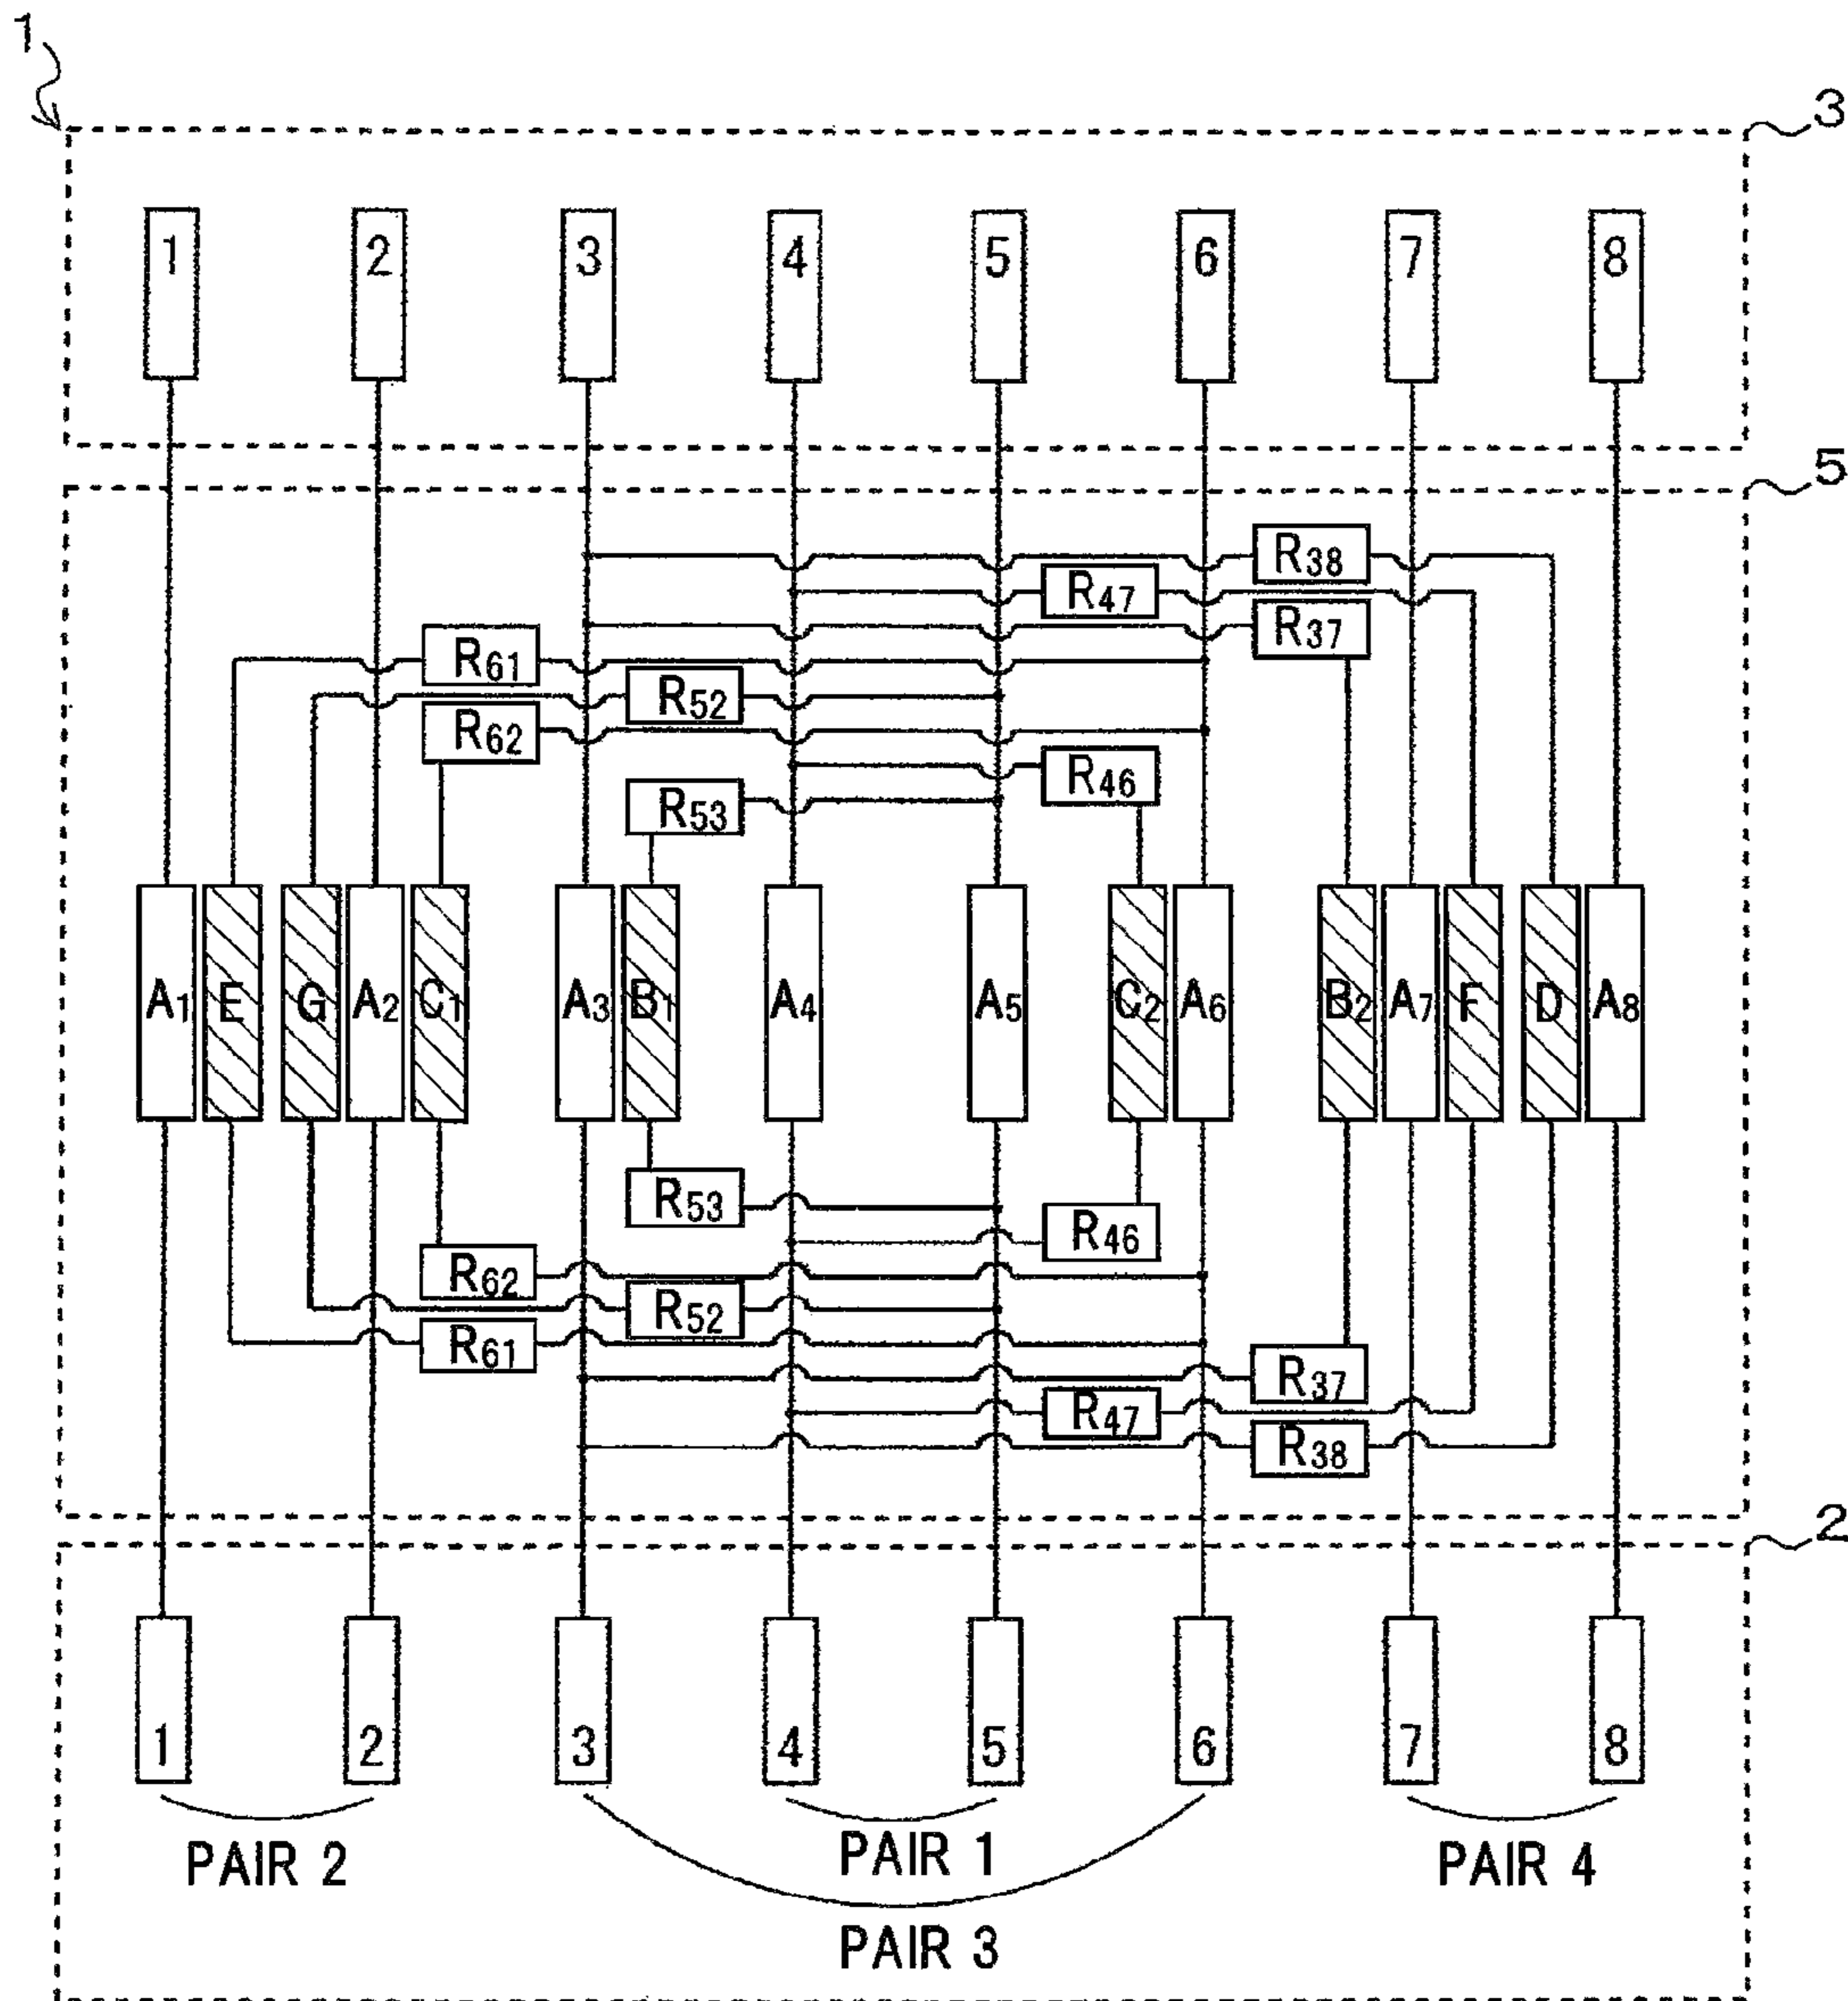 1
3
1 2 3 4 5 6 7 8
5
R38
R47
R37
R61
R52
R62
R46
R53
A1 E G A2 C1 A3 B1 A4 A5 C2 A6 B2 A7 F D A8
R53
R46
R62
R52
R61
R37
R47
R38
2
1 2 3 4 5 6 7 8
PAIR 2 PAIR 1 PAIR 4
PAIR 3